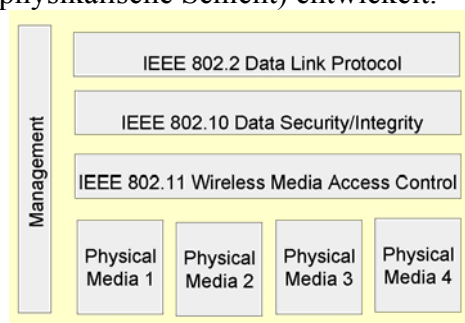 physikalische Schicht) entwickelt.
IEEE 802.2 Data Link Protocol
IEEE 802.10 Data Security/Integrity
IEEE 802.11 Wireless Media Access Control
Management
Physical
Media 1
Physical
Media 2
Physical
Media 3
Physical
Media 4